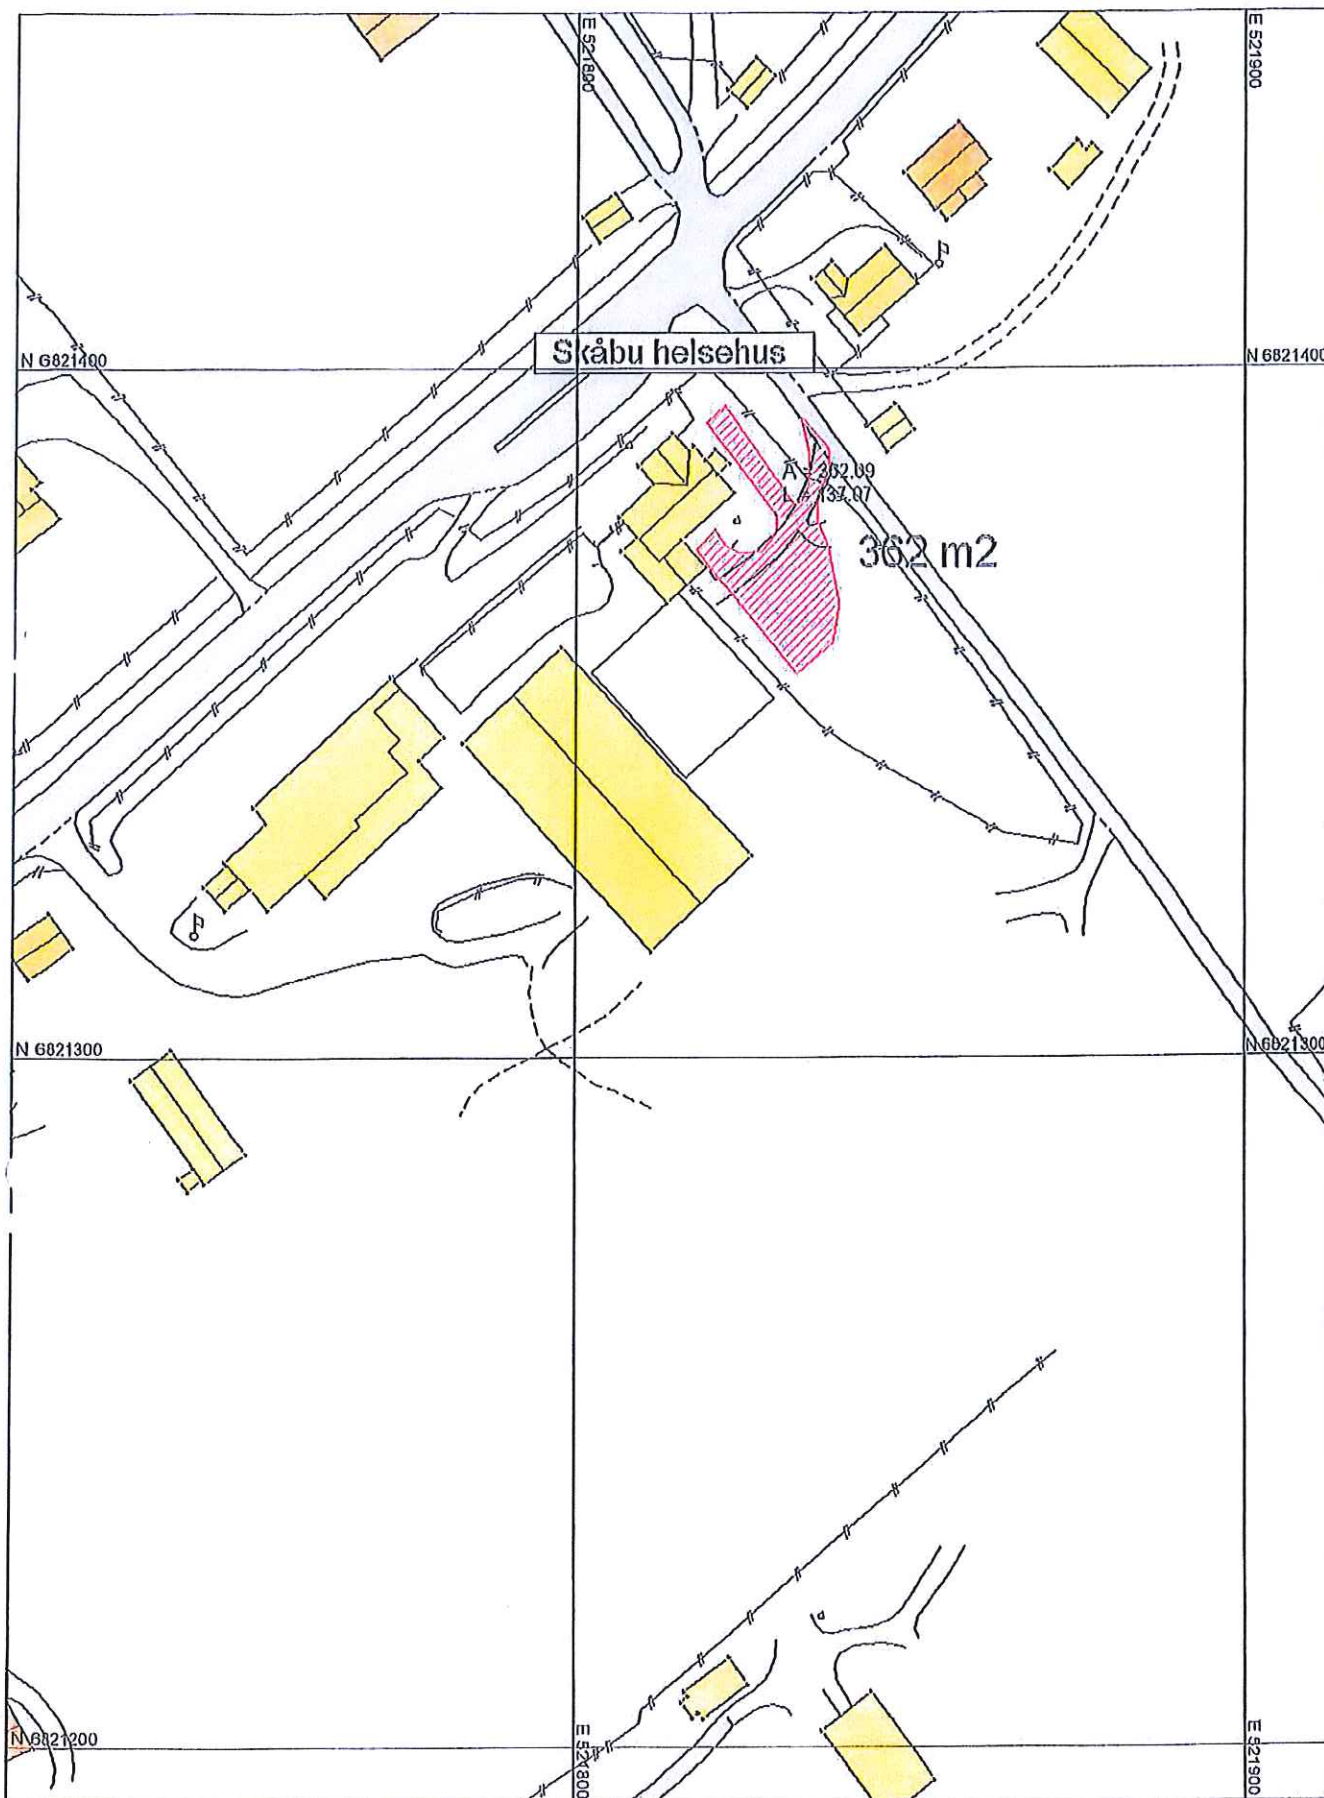 E 521800
E 521900
Skåbu helsehus
N 6821400
N 6821400
A = 362.09
L = 137.07
362 m2
N 6821300
N 6821300
N 6821200
E 521800
E 521900